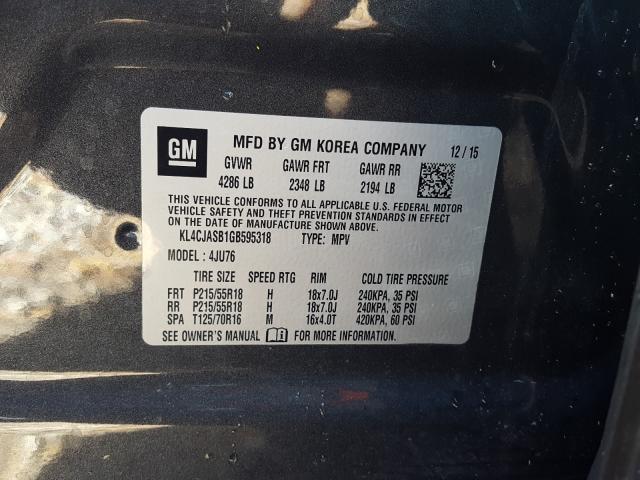 GM MFD BY GM KOREA COMPANY 12/15
GVWR GAWR FRT GAWR RR
4286 LB 2348 LB 2194 LB
THIS VEHICLE CONFORMS TO ALL APPLICABLE U.S. FEDERAL MOTOR
VEHICLE SAFETY AND THEFT PREVENTION STANDARDS IN EFFECT
ON THE DATE OF MANUFACTURE SHOWN ABOVE.
KL4CJASB1GB595318 TYPE: MPV
MODEL : 4JU76
TIRE SIZE SPEED RTG RIM COLD TIRE PRESSURE
FRT P215/55R18 H 18x7.0J 240KPA, 35 PSI
RR P215/55R18 H 18x7.0J 240KPA, 35 PSI
SPA T125/70R16 M 16x4.0T 420KPA, 60 PSI
SEE OWNER'S MANUAL FOR MORE INFORMATION.